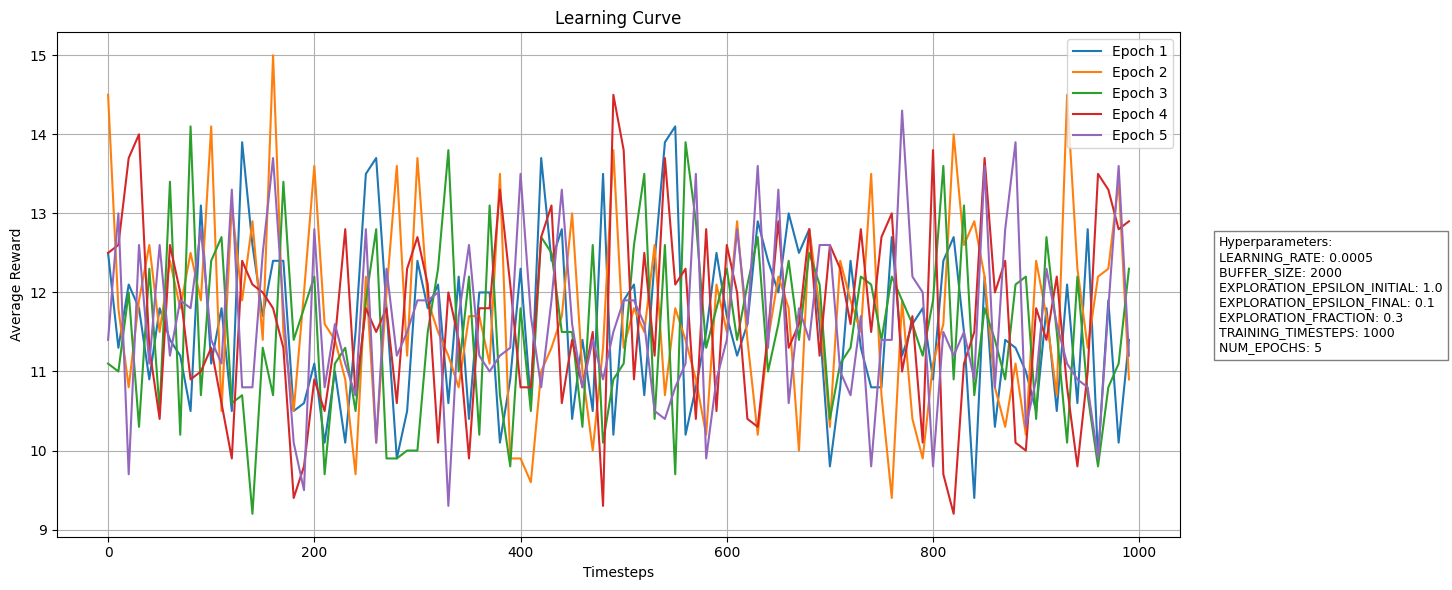 Learning Curve
Average Reward
15
14
13
12
11
10
9
0
200
400
600
800
1000
Timesteps
Epoch 1
Epoch 2
Epoch 3
Epoch 4
Epoch 5
Hyperparameters:
LEARNING_RATE: 0.0005
BUFFER_SIZE: 2000
EXPLORATION_EPSILON_INITIAL: 1.0
EXPLORATION_EPSILON_FINAL: 0.1
EXPLORATION_FRACTION: 0.3
TRAINING_TIMESTEPS: 1000
NUM_EPOCHS: 5